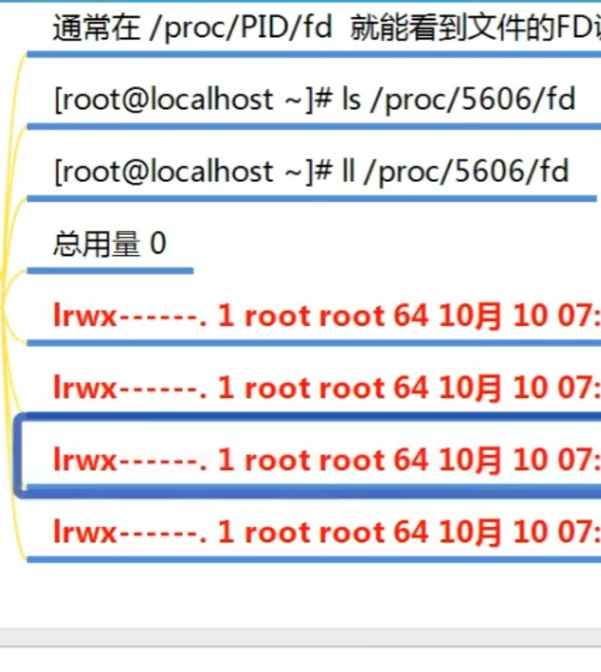 通常在 /proc/PID/fd 就能看到文件的FD
[root@localhost ~]# ls /proc/5606/fd
[root@localhost ~]# ll /proc/5606/fd
总用量 0
lrwx------. 1 root root 64 10月 10 07:
lrwx------. 1 root root 64 10月 10 07:
lrwx------. 1 root root 64 10月 10 07:
lrwx------. 1 root root 64 10月 10 07: